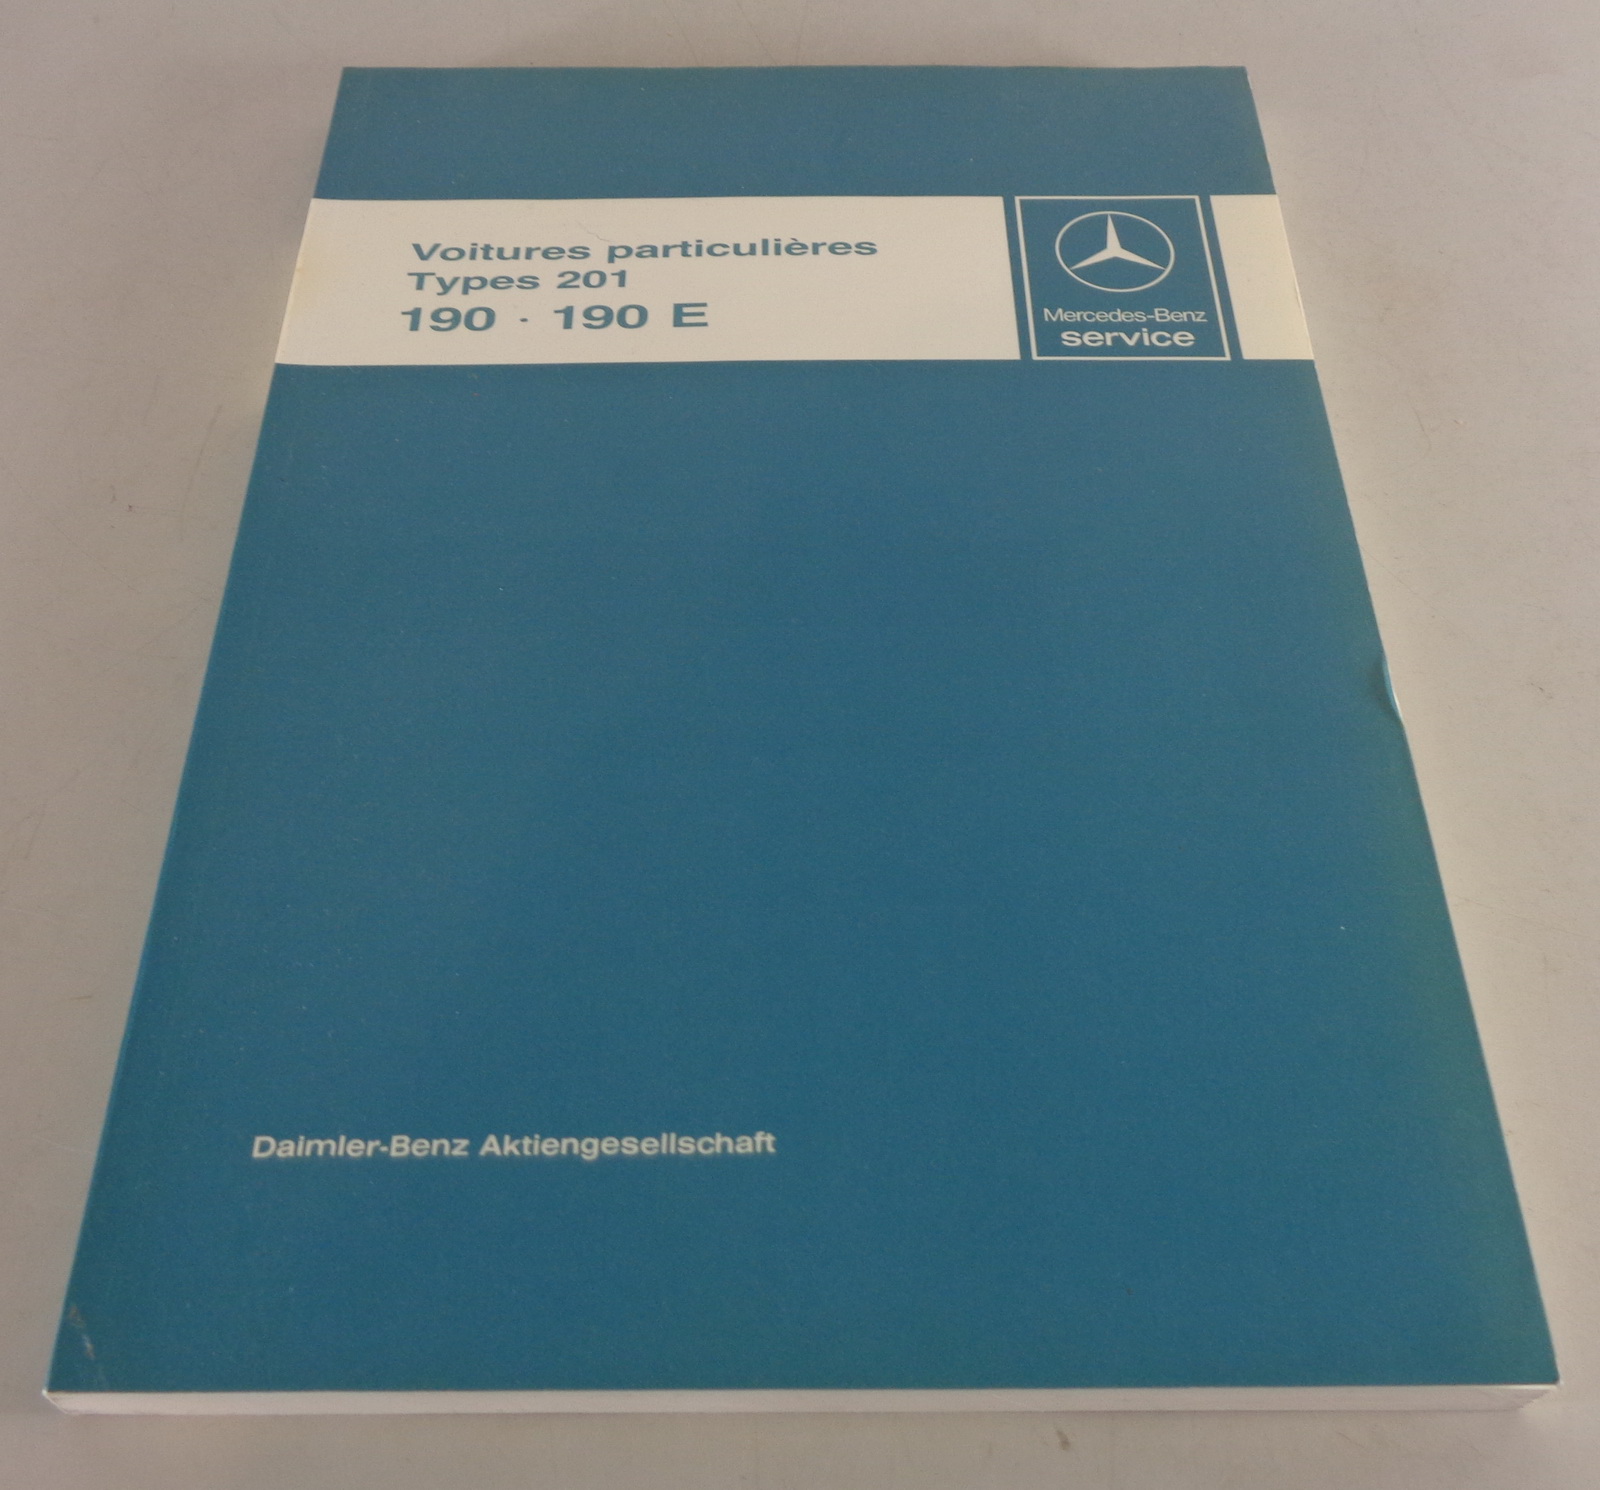 Voitures particulières
Types 201
190 · 190 E
Mercedes-Benz
service
Daimler-Benz Aktiengesellschaft